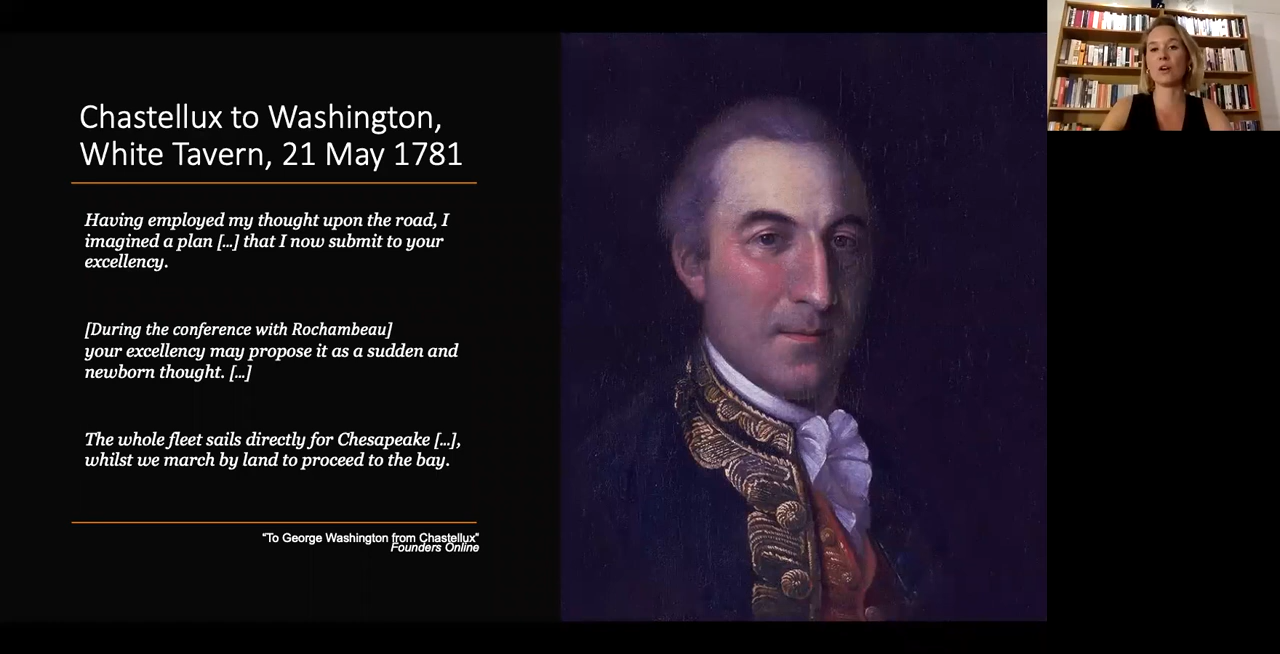 Chastellux to Washington,
White Tavern, 21 May 1781
Having employed my thought upon the road, I
imagined a plan [...] that I now submit to your
excellency.
[During the conference with Rochambeau]
your excellency may propose it as a sudden and
newborn thought. [...]
The whole fleet sails directly for Chesapeake [...],
whilst we march by land to proceed to the bay.
"To George Washington from Chastellux"
Founders Online